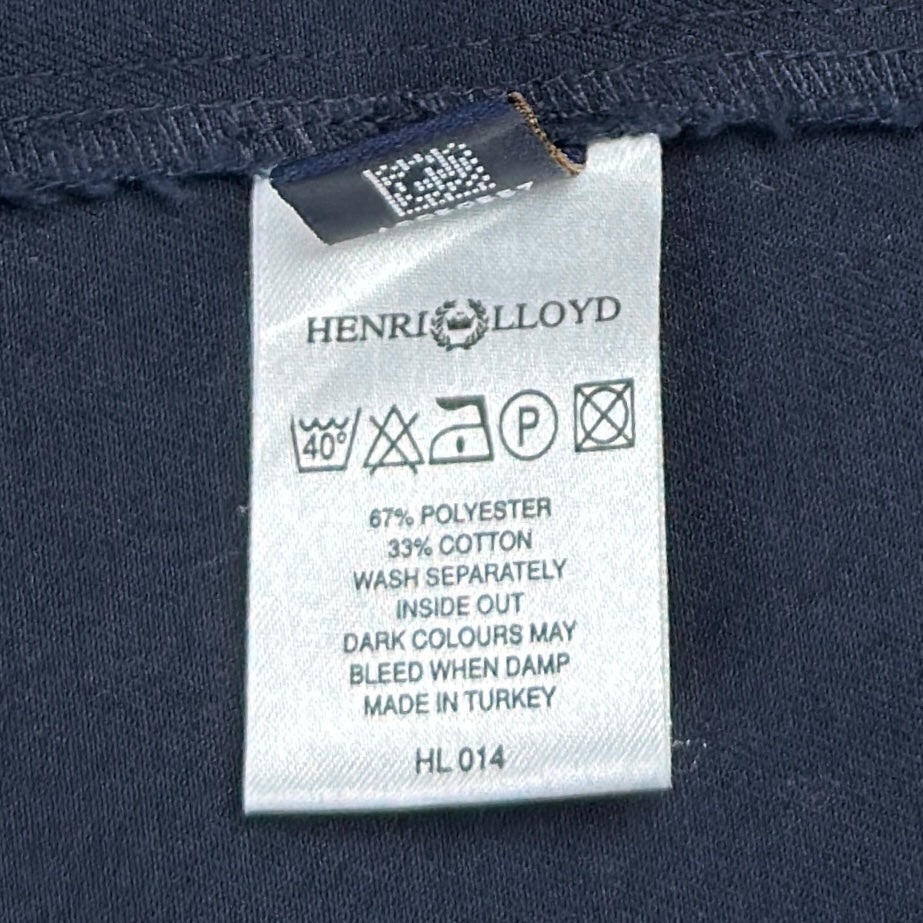 HENRI LLOYD
40° P
67% POLYESTER
33% COTTON
WASH SEPARATELY
INSIDE OUT
DARK COLOURS MAY
BLEED WHEN DAMP
MADE IN TURKEY
HL 014